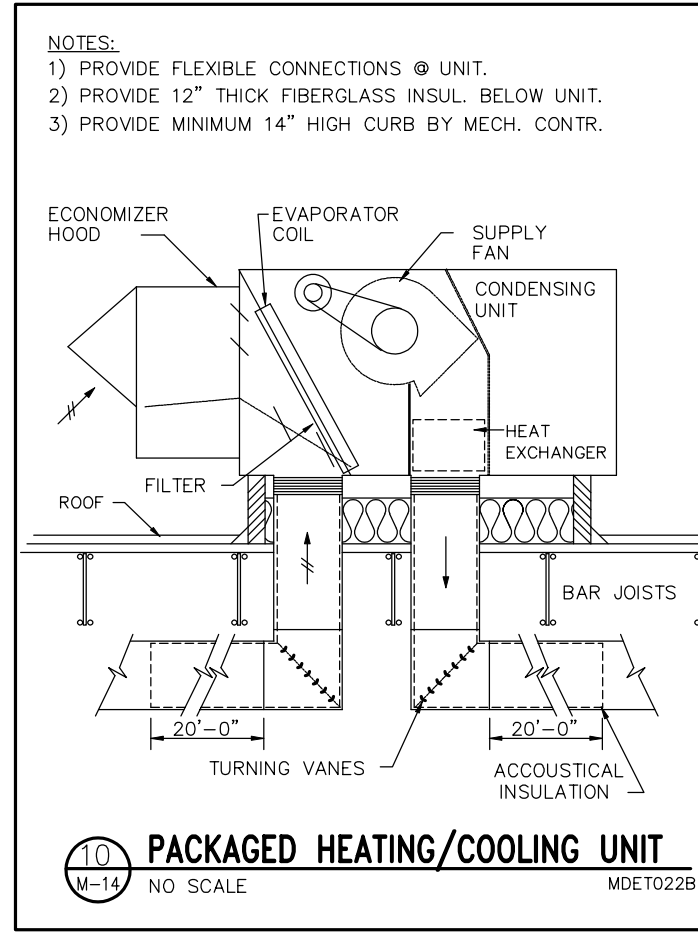 NOTES:
1) PROVIDE FLEXIBLE CONNECTIONS @ UNIT.
2) PROVIDE 12" THICK FIBERGLASS INSUL. BELOW UNIT.
3) PROVIDE MINIMUM 14" HIGH CURB BY MECH. CONTR.
ECONOMIZER
HOOD
EVAPORATOR
COIL
SUPPLY
FAN
CONDENSING
UNIT
HEAT
EXCHANGER
FILTER
ROOF
BAR JOISTS
20'-0"
20'-0"
TURNING VANES
ACCOUSTICAL
INSULATION
10
M-14
PACKAGED HEATING/COOLING UNIT
NO SCALE
MDET022B